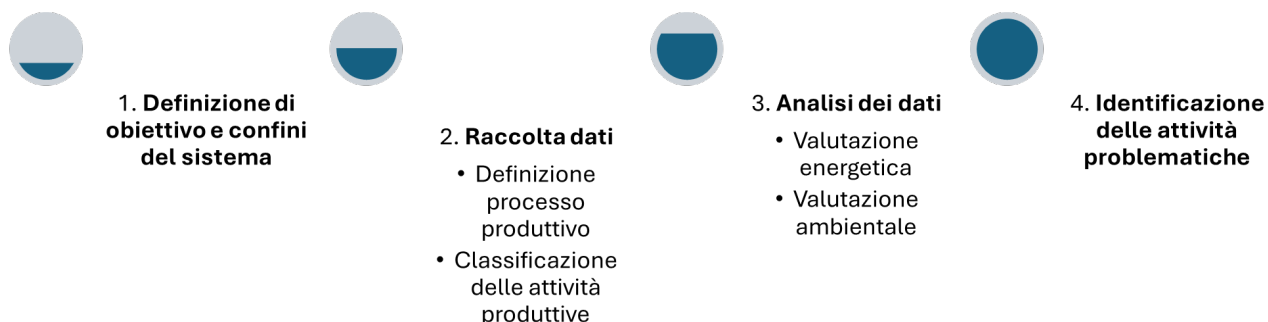 1. Definizione di
obiettivo e confini
del sistema
2. Raccolta dati
• Definizione
processo
produttivo
• Classificazione
delle attività
produttive
3. Analisi dei dati
• Valutazione
energetica
• Valutazione
ambientale
4. Identificazione
delle attività
problematiche